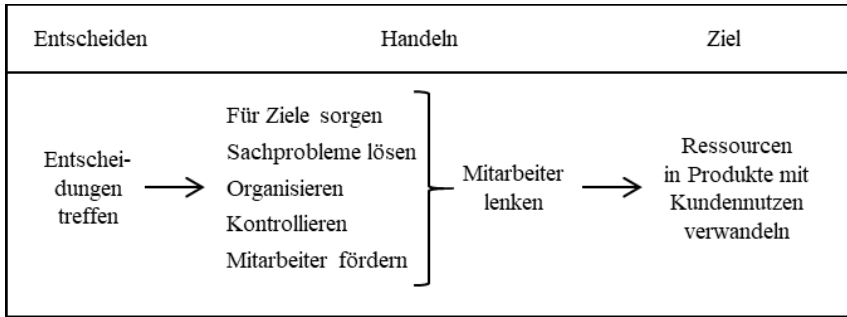 Entscheiden
Handeln
Ziel
Entschei-
dungen
treffen
Für Ziele sorgen
Sachprobleme lösen
Organisieren
Kontrollieren
Mitarbeiter fördern
Mitarbeiter
lenken
Ressourcen
in Produkte mit
Kundennutzen
verwandeln